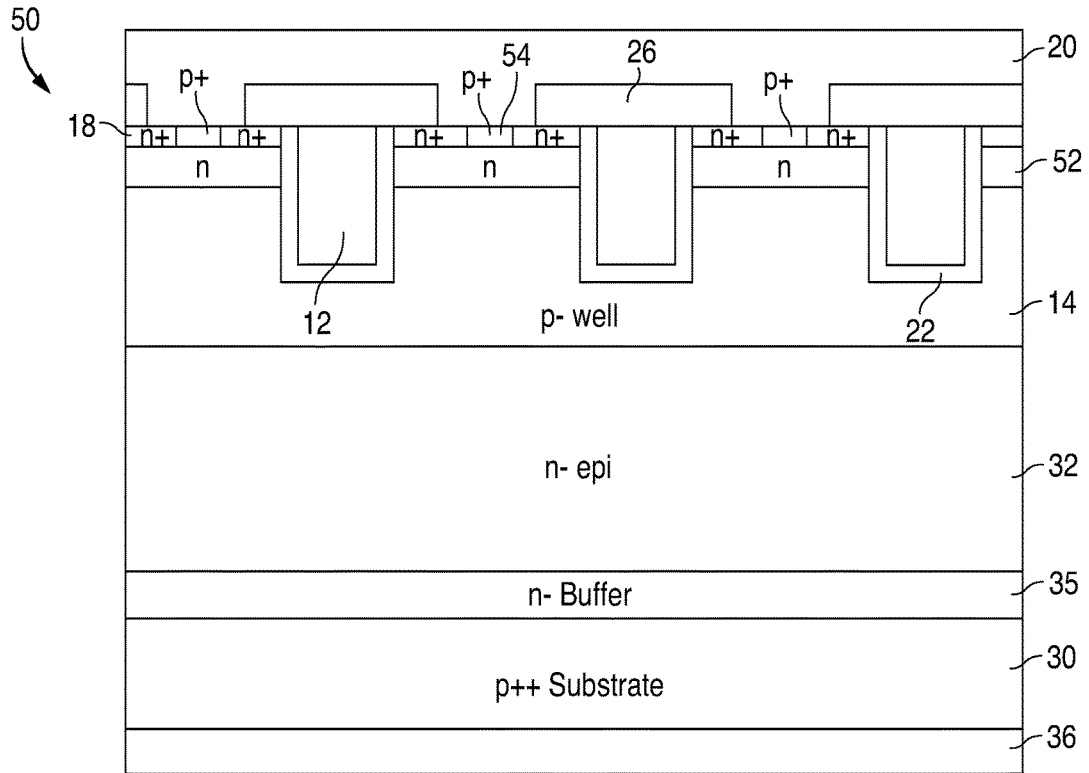 50
20
26
54
p+
p+
p+
18
n+
n+
n+
n+
n+
n+
n
n
n
52
12
p- well
22
14
n- epi
32
n- Buffer
35
p++ Substrate
30
36